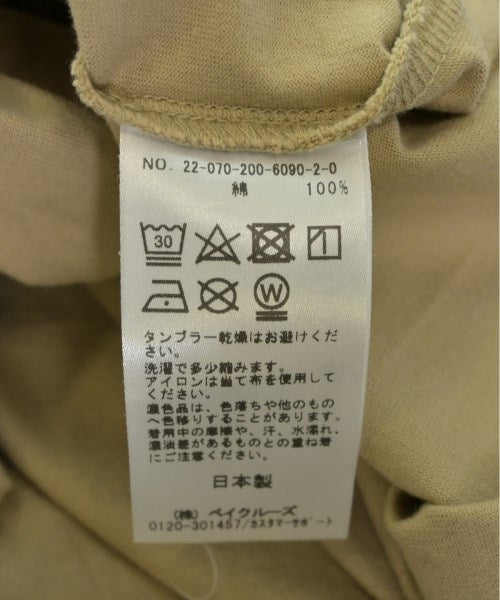 NO. 22-070-200-6090-2-0
綿 100%
30
W
タンブラー乾燥はお避けくだ
さい。
洗濯で多少縮みます。
アイロンは当て布を使用して
ください。
濃色品は、色落ちや他のもの
へ色移りすることがあります。
着用中の摩擦や、汗、水濡れ、
濃淡差があるものとの重ね着
にご注意ください。
日本製
(株) ベイクルーズ
0120-301457/カスタマーサポート